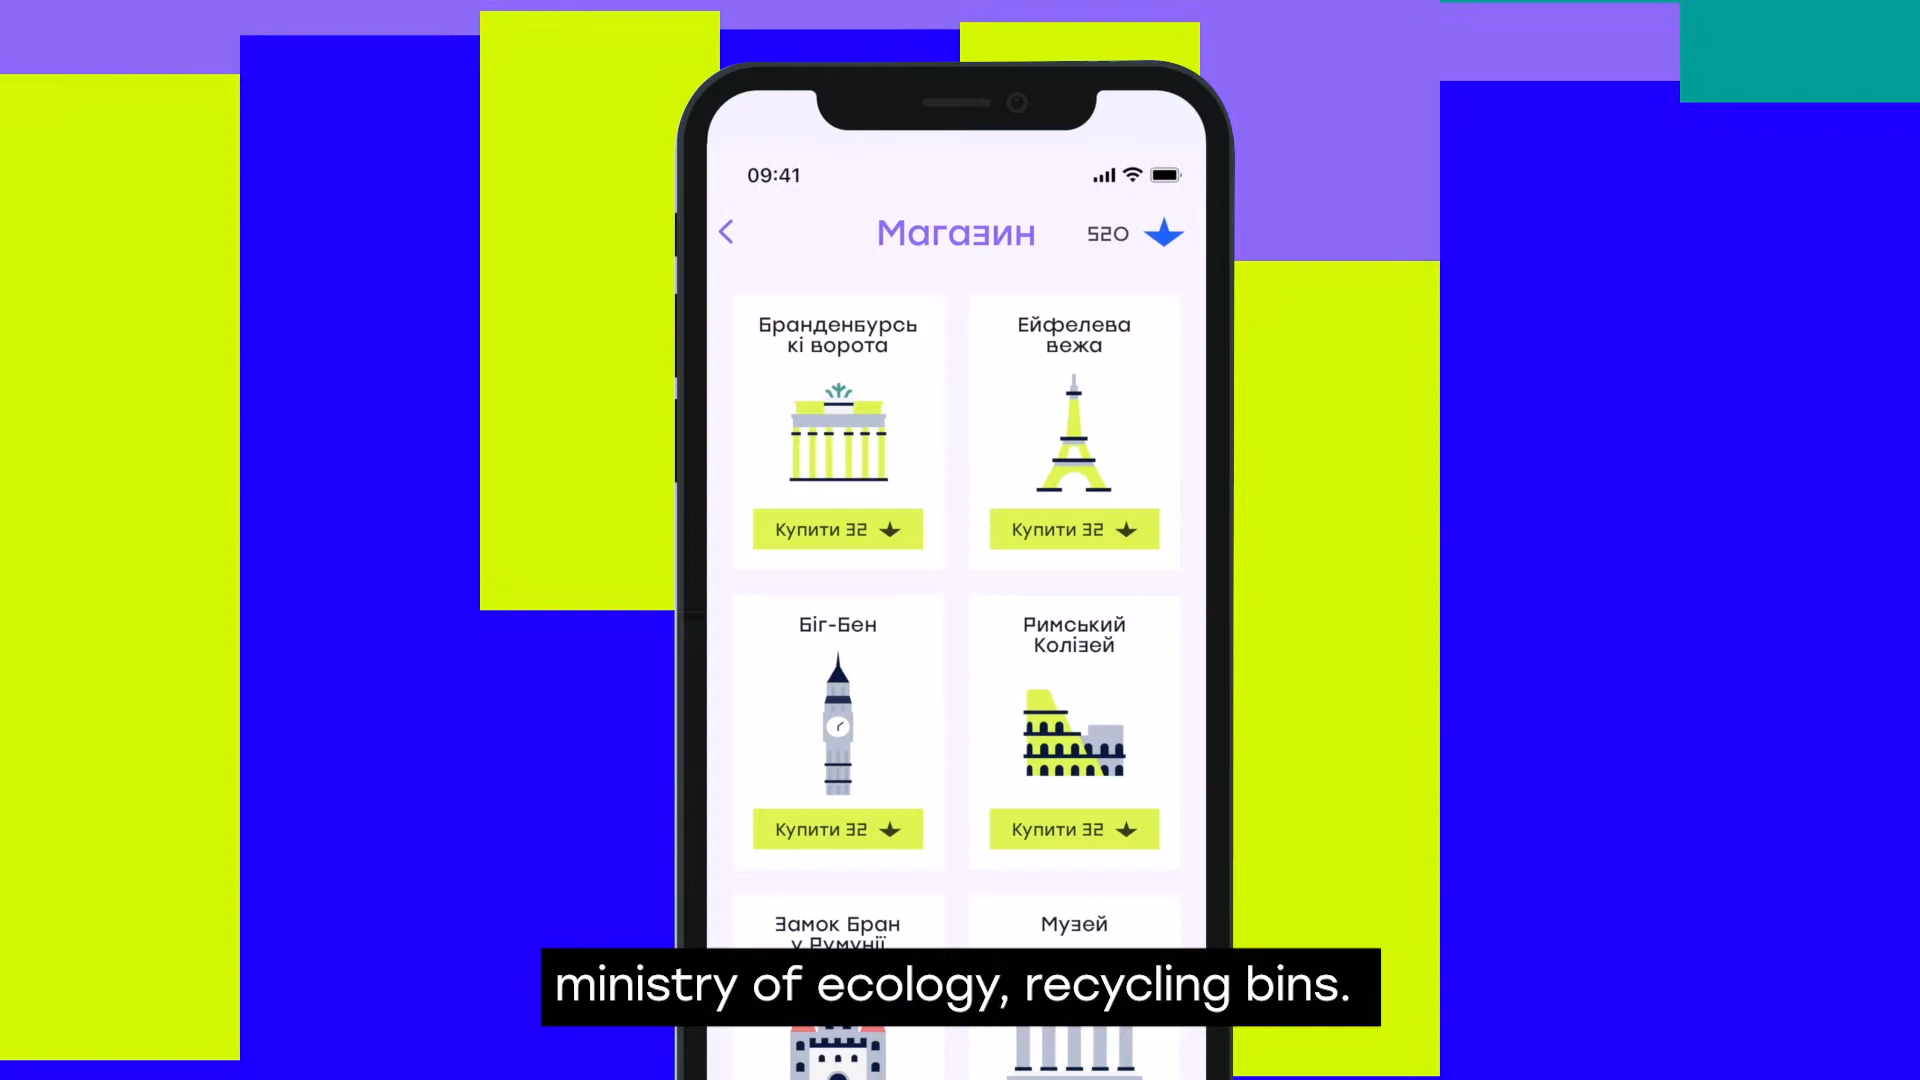 09:41
Магазин
520
Бранденбурсь
кі ворота
Ейфелева
вежа
Купити 32
Купити 32
Біг-Бен
Римський
Колізей
Купити 32
Купити 32
Замок Бран
у Румунії
Музей
ministry of ecology, recycling bins.